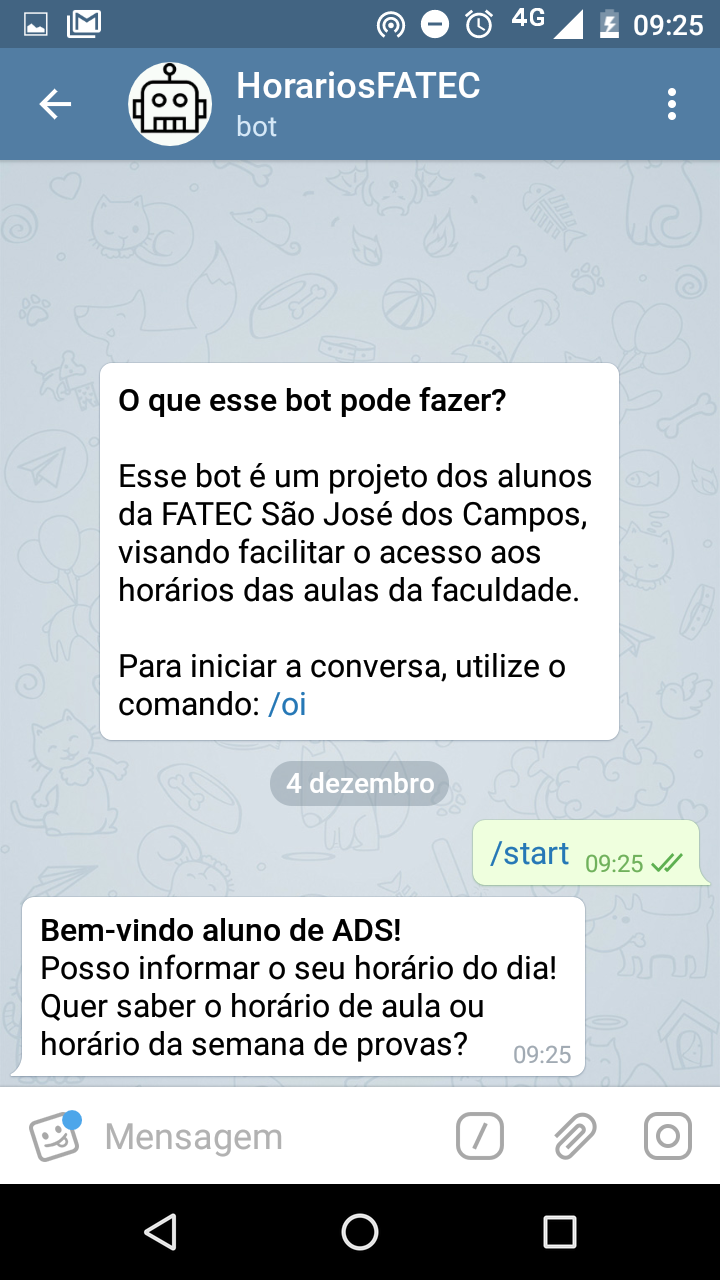 4G 09:25
HorariosFATEC
bot
O que esse bot pode fazer?
Esse bot é um projeto dos alunos
da FATEC São José dos Campos,
visando facilitar o acesso aos
horários das aulas da faculdade.
Para iniciar a conversa, utilize o
comando: /oi
4 dezembro
/start 09:25
Bem-vindo aluno de ADS!
Posso informar o seu horário do dia!
Quer saber o horário de aula ou
horário da semana de provas? 09:25
Mensagem